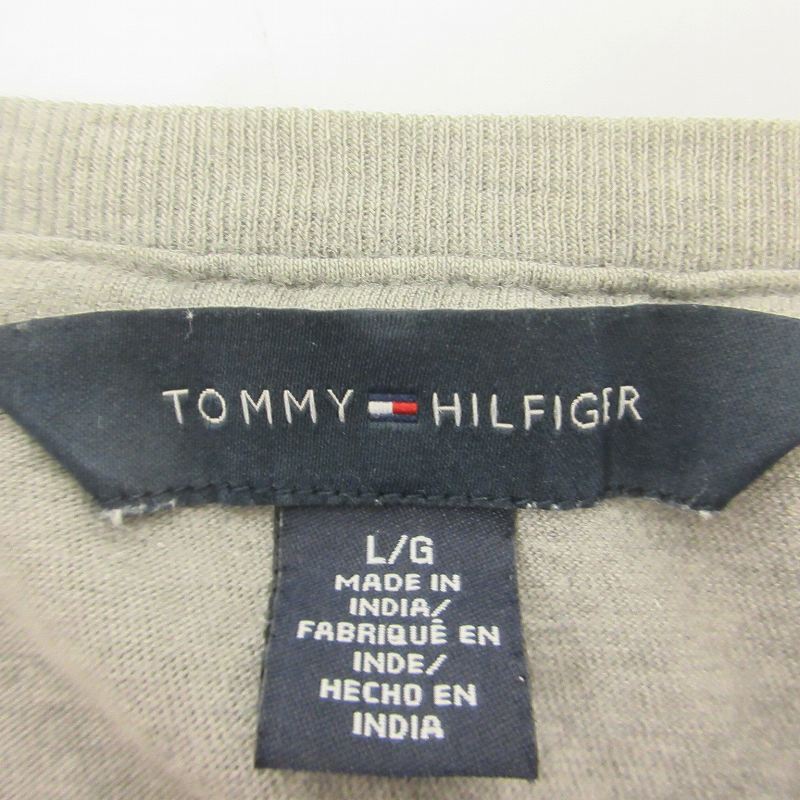 TOMMY HILFIGER
L/G
MADE IN
INDIA/
FABRIQUÉ EN
INDE/
HECHO EN
INDIA